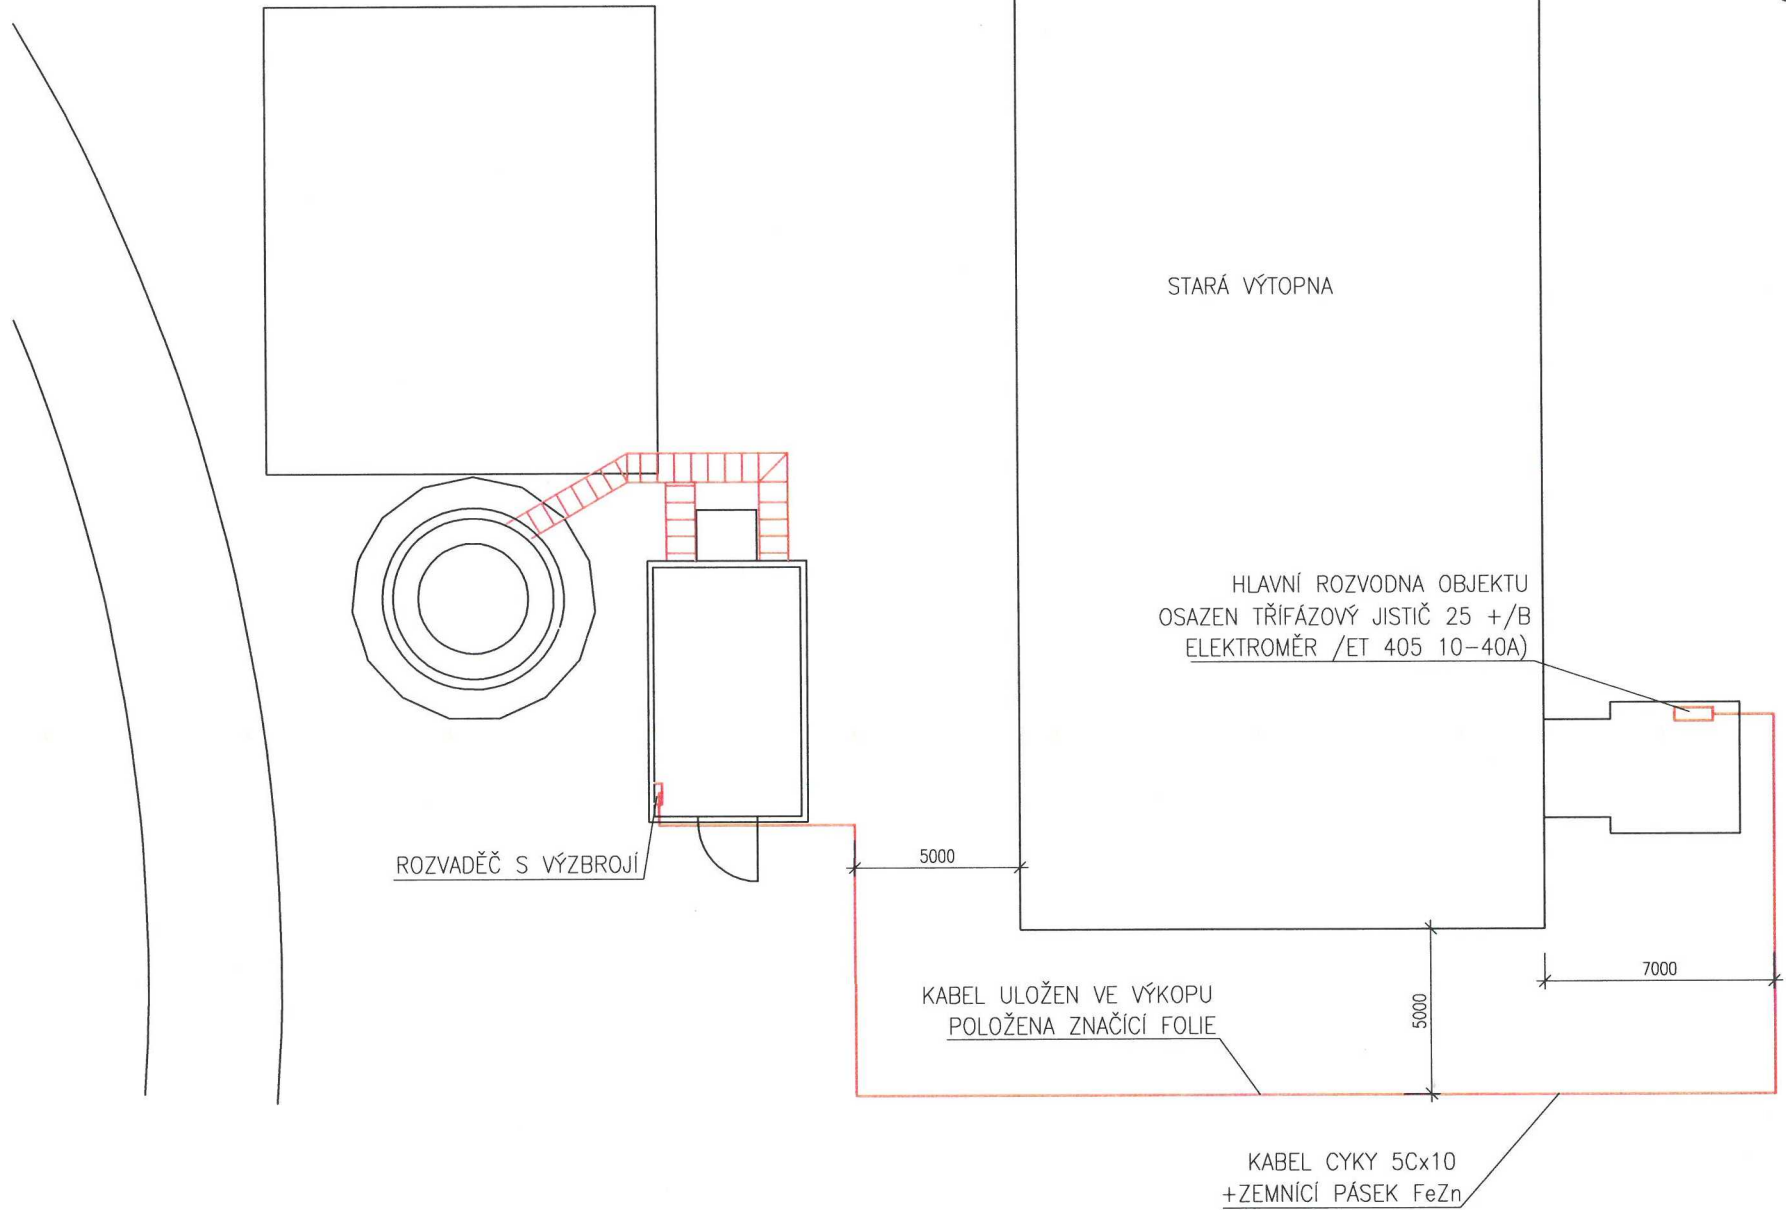 STARÁ VÝTOPNA
HLAVNÍ ROZVODNA OBJEKTU
OSAZEN TŘÍFÁZOVÝ JISTIČ 25 +/B
ELEKTROMĚR /ET 405 10-40A)
ROZVADĚČ S VÝZBROJÍ
5000
7000
KABEL ULOŽEN VE VÝKOPU
POLOŽENA ZNAČÍCÍ FOLIE
5000
KABEL CYKY 5Cx10
+ZEMNÍCÍ PÁSEK FeZn